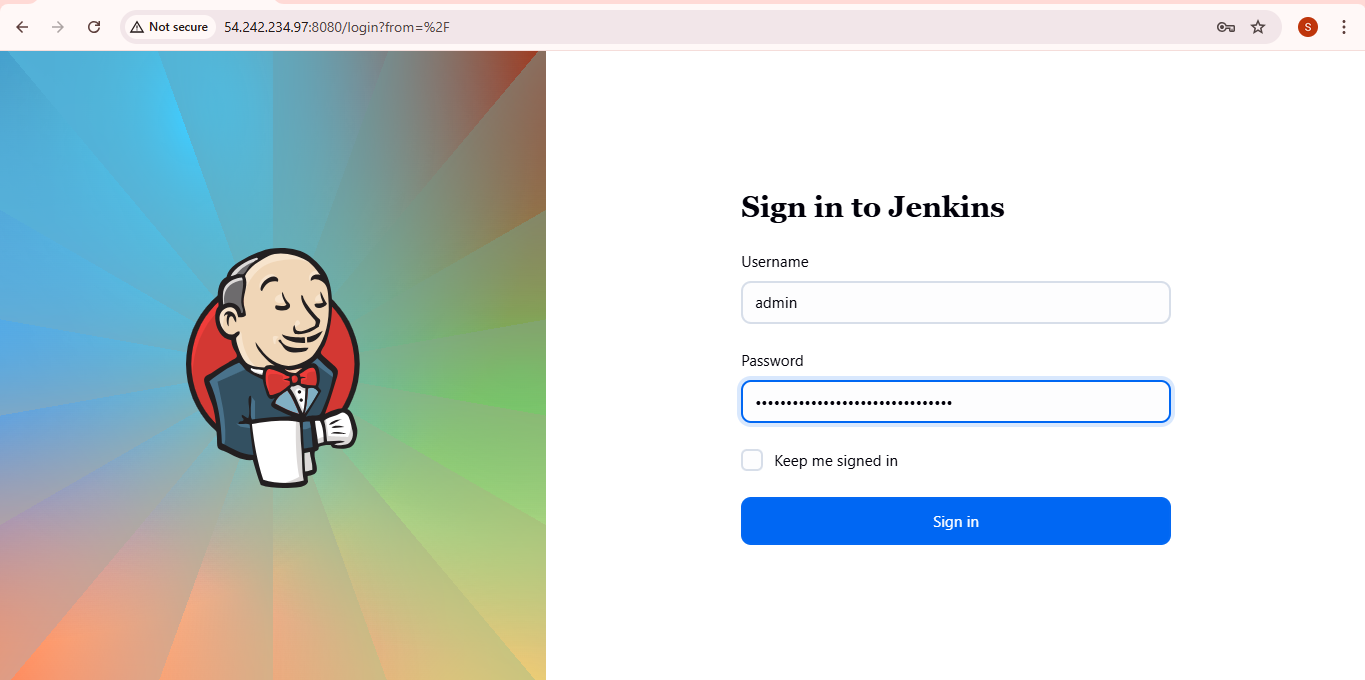 Not secure 54.242.234.97:8080/login?from=%2F S
Sign in to Jenkins
Username
admin
Password
••••••••••••••••••••••••••••••••
Keep me signed in
Sign in